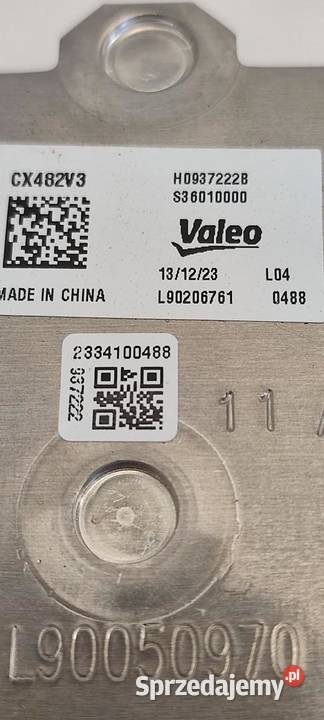 CX482V3
H0937222B
S36010000
Valeo
13/12/23 L04
MADE IN CHINA L90206761 0488
2334100488
937222
11
L90050970
Sprzedajemy.pl